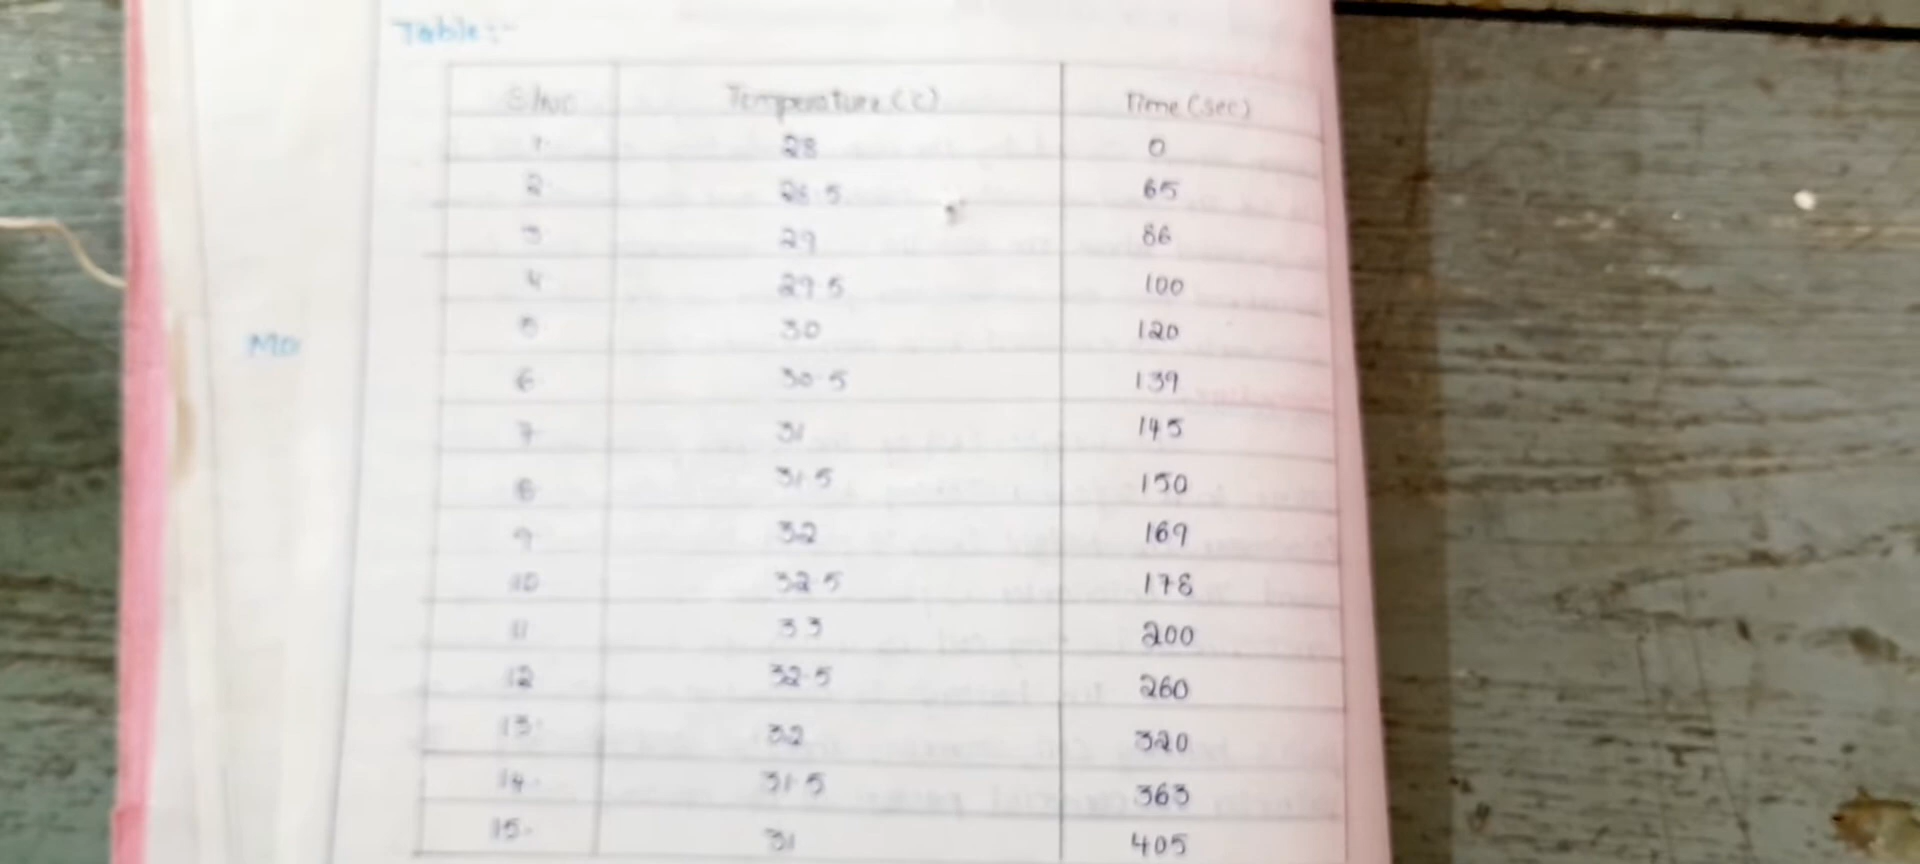 Table:-
S/no Temperature (c) Time (sec)
1. 28 0
2. 28.5 65
3. 29 86
4 29.5 100
5. 30 120
6 30.5 139
7 31 145
8 31.5 150
9 32 169
10 32.5 178
11 33 200
12 32.5 260
13. 32 320
14. 31.5 363
15. 31 405